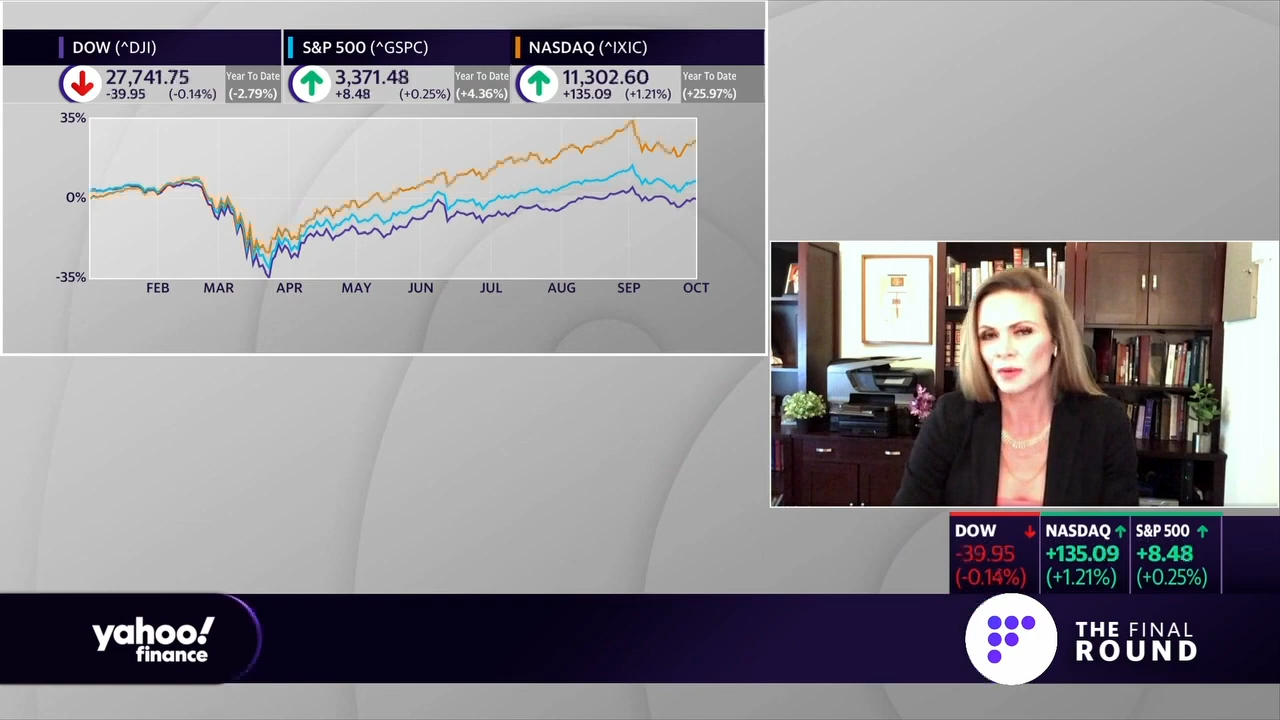 DOW (^DJI)
27,741.75
-39.95 (-0.14%)
Year To Date
(-2.79%)
S&P 500 (^GSPC)
3,371.48
+8.48 (+0.25%)
Year To Date
(+4.36%)
NASDAQ (^IXIC)
11,302.60
+135.09 (+1.21%)
Year To Date
(+25.97%)
35%
0%
-35%
FEB MAR APR MAY JUN JUL AUG SEP OCT
DOW
-39.95
(-0.14%)
NASDAQ
+135.09
(+1.21%)
S&P 500
+8.48
(+0.25%)
yahoo!
finance
THE FINAL
ROUND